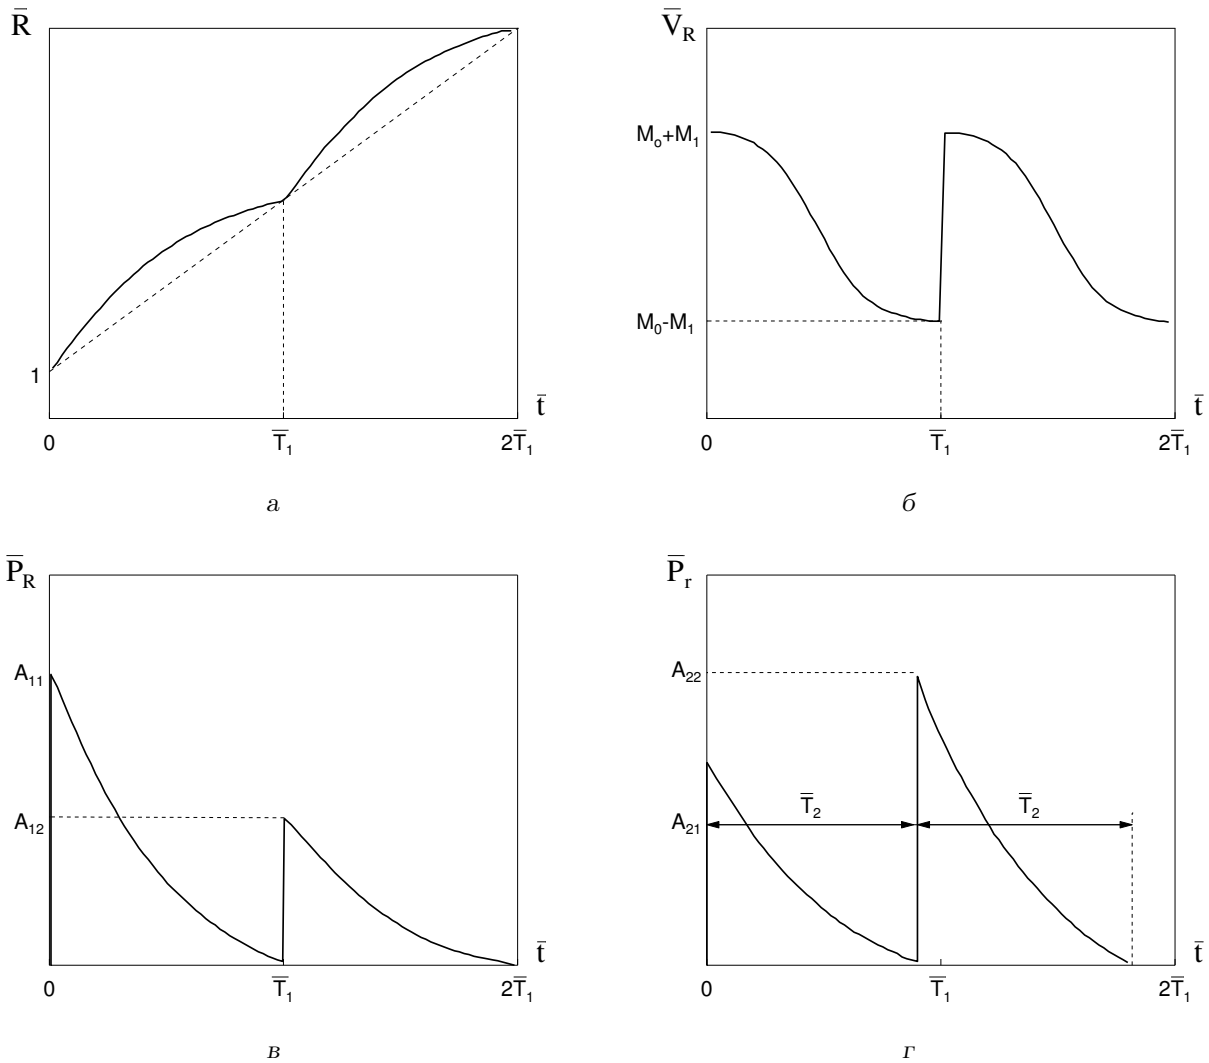 R̅ V̅R
Mo+M1
M0-M1
1
t̅ t̅
0 T̅1 2T̅1 0 T̅1 2T̅1
а б
P̅R P̅r
A11 A22
T̅2 T̅2
A12 A21
t̅ t̅
0 T̅1 2T̅1 0 T̅1 2T̅1
в г